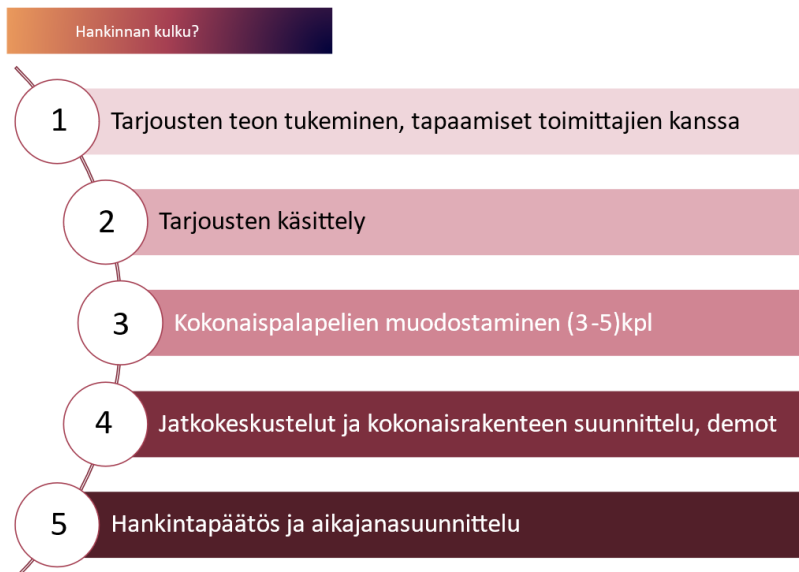 Hankinnan kulku?
1
Tarjousten teon tukeminen, tapaamiset toimittajien kanssa
2
Tarjousten käsittely
3
Kokonaispalapelien muodostaminen (3-5)kpl
4
Jatkokeskustelut ja kokonaisrakenteen suunnittelu, demot
5
Hankintapäätös ja aikajanasuunnittelu